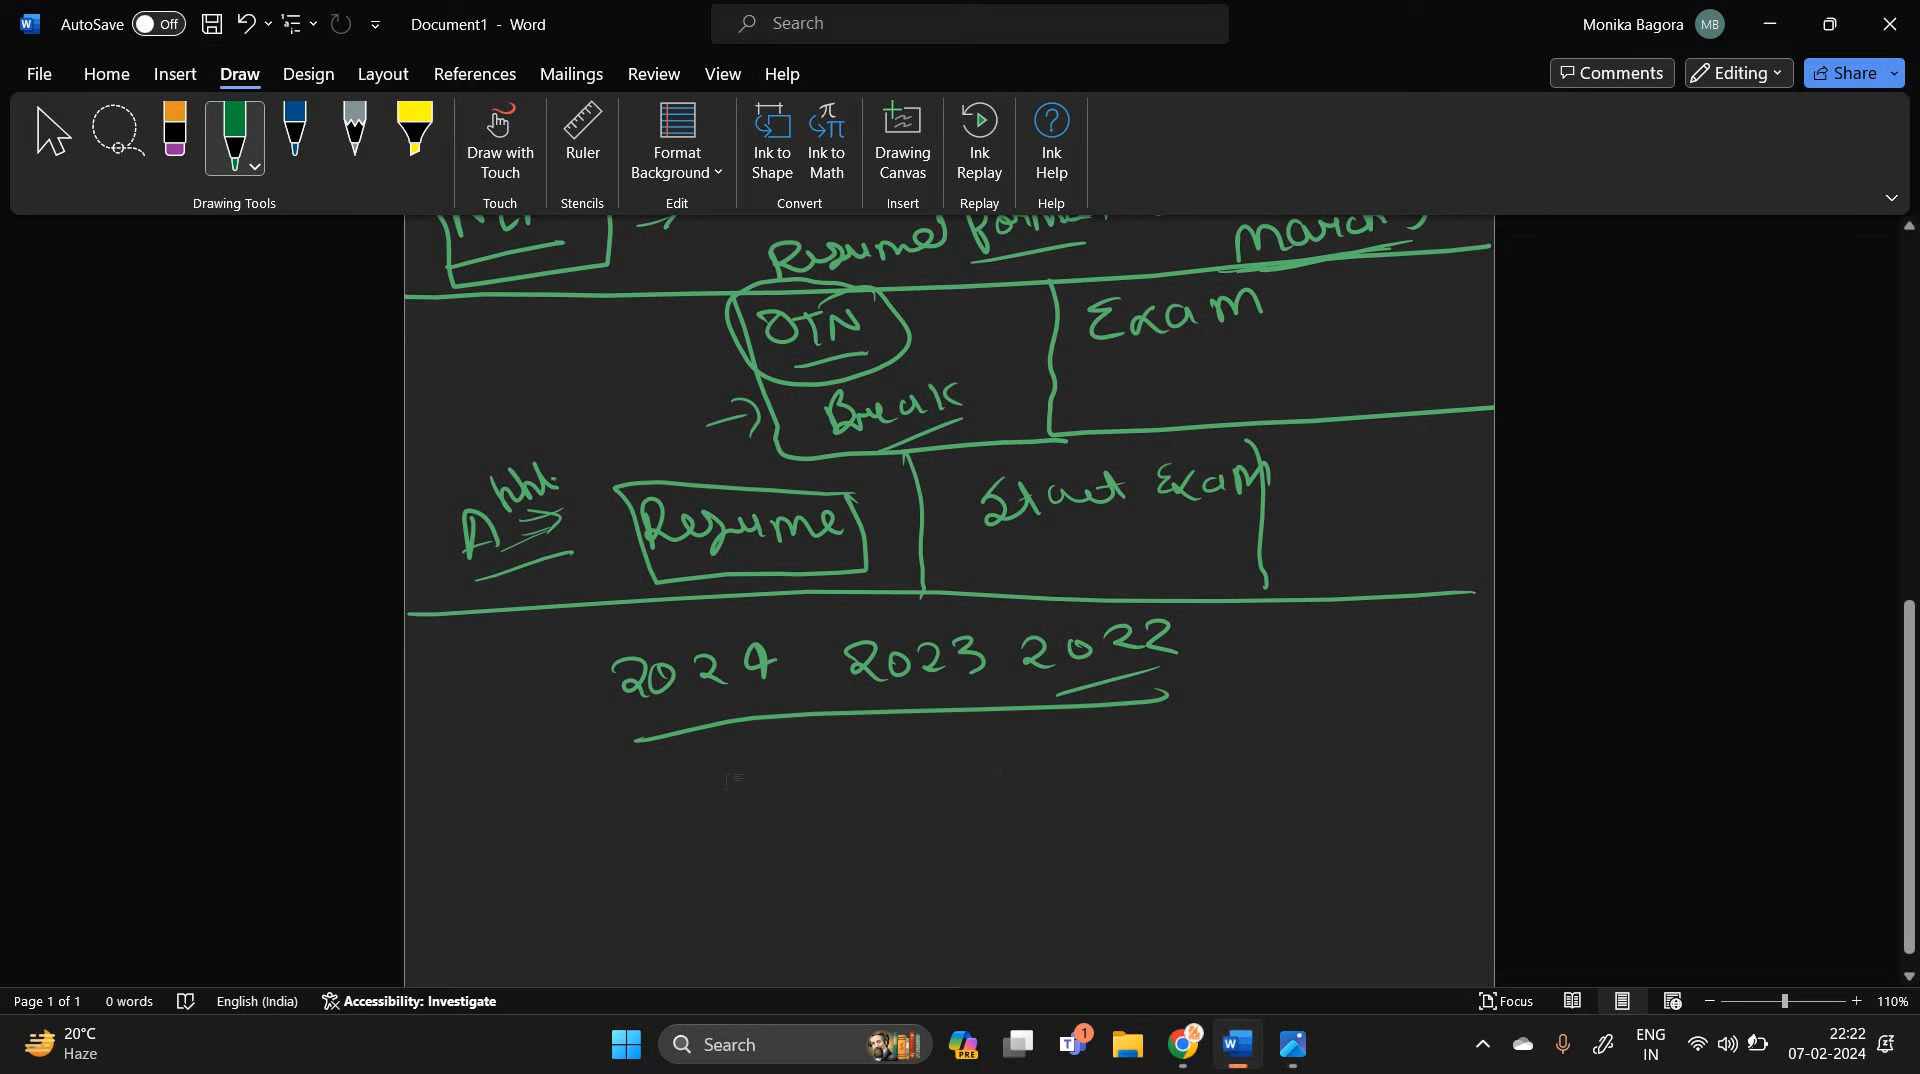 AutoSave Off Document1 - Word Search Monika Bagora MB
File Home Insert Draw Design Layout References Mailings Review View Help Comments Editing Share
Draw with Touch Ruler Format Background Ink to Shape Ink to Math Drawing Canvas Ink Replay Ink Help
Drawing Tools Touch Stencils Edit Convert Insert Replay Help
Resume March
OTN Exam
Break
A Resume Start Exam
2024 2023 2022
Page 1 of 1 0 words English (India) Accessibility: Investigate Focus 110%
20°C
Haze
Search
PRE
1
ENG
IN
22:22
07-02-2024